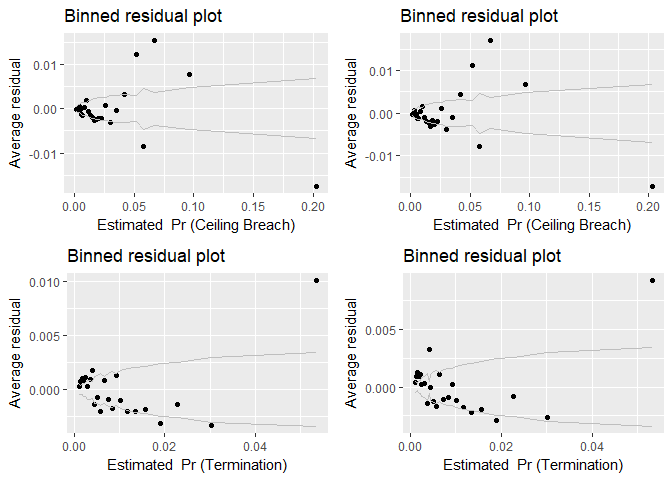 Binned residual plot
0.01
0.00
-0.01
Average residual
0.00 0.05 0.10 0.15 0.20
Estimated Pr (Ceiling Breach)
Binned residual plot
0.01
0.00
-0.01
Average residual
0.00 0.05 0.10 0.15 0.20
Estimated Pr (Ceiling Breach)
Binned residual plot
0.010
0.005
0.000
Average residual
0.00 0.02 0.04
Estimated Pr (Termination)
Binned residual plot
0.005
0.000
Average residual
0.00 0.02 0.04
Estimated Pr (Termination)